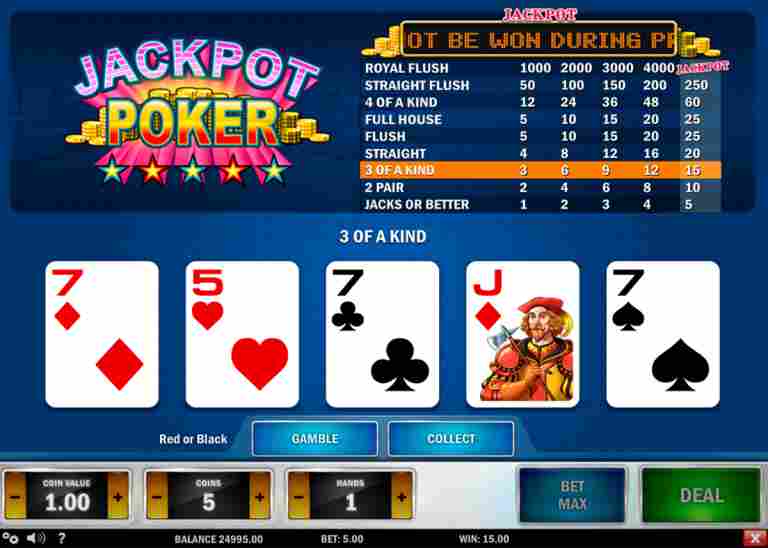 JACKPOT
POKER
JACKPOT
OT BE WON DURING PR
ROYAL FLUSH 1000 2000 3000 4000 JACKPOT
STRAIGHT FLUSH 50 100 150 200 250
4 OF A KIND 12 24 36 48 60
FULL HOUSE 5 10 15 20 25
FLUSH 5 10 15 20 25
STRAIGHT 4 8 12 16 20
3 OF A KIND 3 6 9 12 15
2 PAIR 2 4 6 8 10
JACKS OR BETTER 1 2 3 4 5
3 OF A KIND
7 5 7 J 7
Red or Black GAMBLE COLLECT
COIN VALUE COINS HANDS
- 1.00 + - 5 + - 1 +
BET MAX
DEAL
? BALANCE 24995.00 BET: 5.00 WIN: 15.00 X